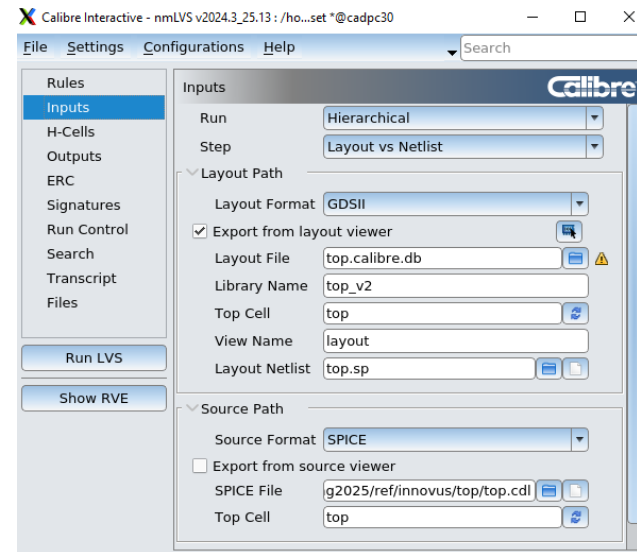 Calibre Interactive - nmLVS v2024.3_25.13 : /ho...set *@cadpc30
File Settings Configurations Help Search
Rules
Inputs
H-Cells
Outputs
ERC
Signatures
Run Control
Search
Transcript
Files
Run LVS
Show RVE
Inputs Calibre
Run Hierarchical
Step Layout vs Netlist
Layout Path
Layout Format GDSII
Export from layout viewer
Layout File top.calibre.db
Library Name top_v2
Top Cell top
View Name layout
Layout Netlist top.sp
Source Path
Source Format SPICE
Export from source viewer
SPICE File g2025/ref/innovus/top/top.cdl
Top Cell top